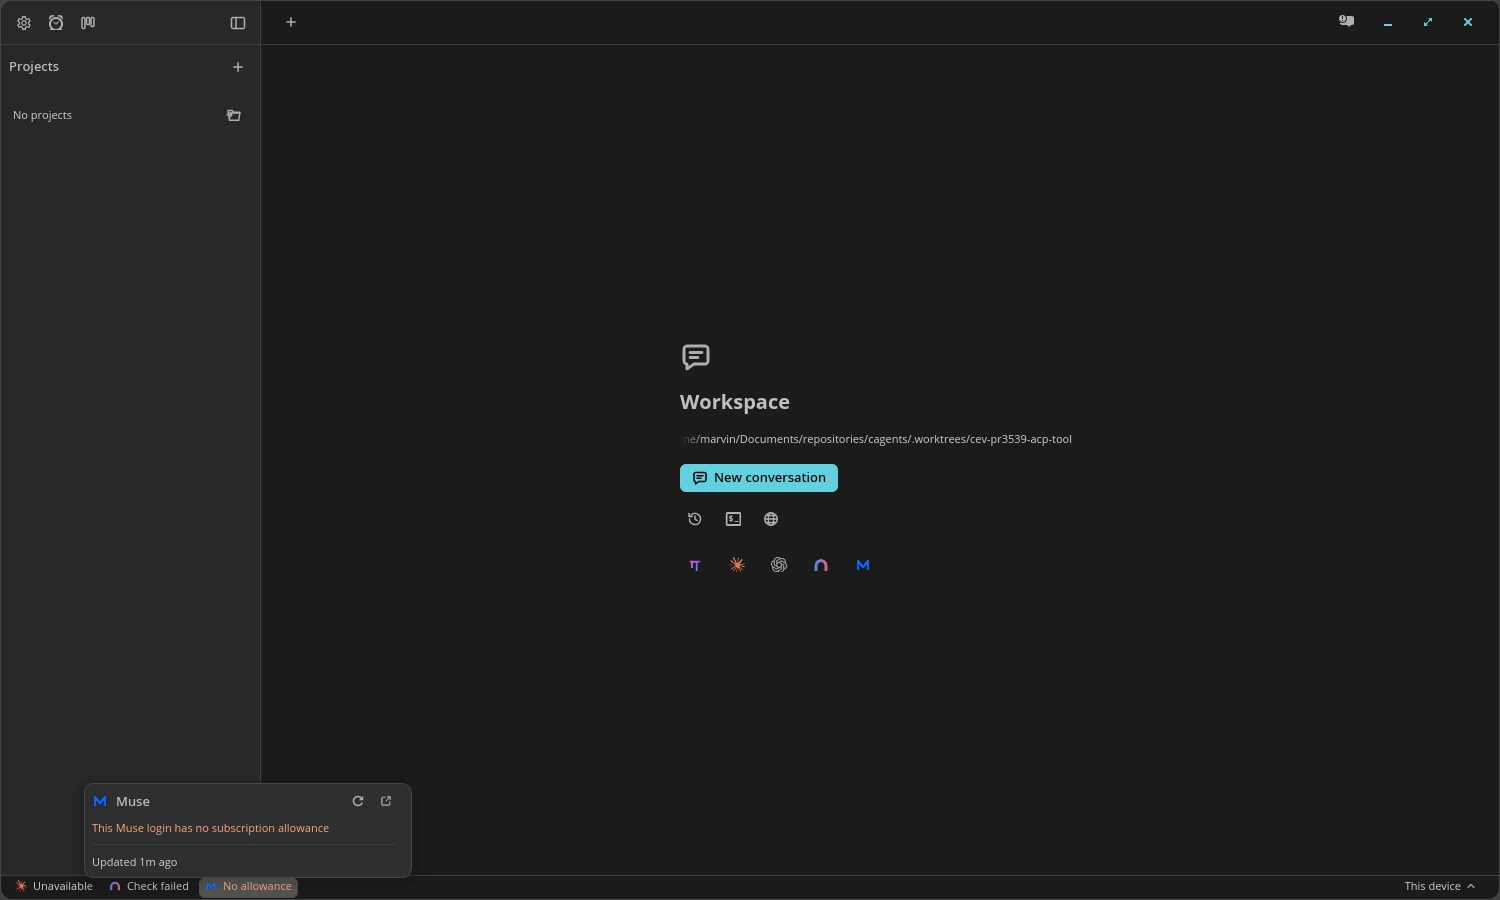 Projects
No projects
Workspace
me/marvin/Documents/repositories/cagents/.worktrees/cev-pr3539-acp-tool
New conversation
Muse
This Muse login has no subscription allowance
Updated 1m ago
Unavailable
Check failed
No allowance
This device